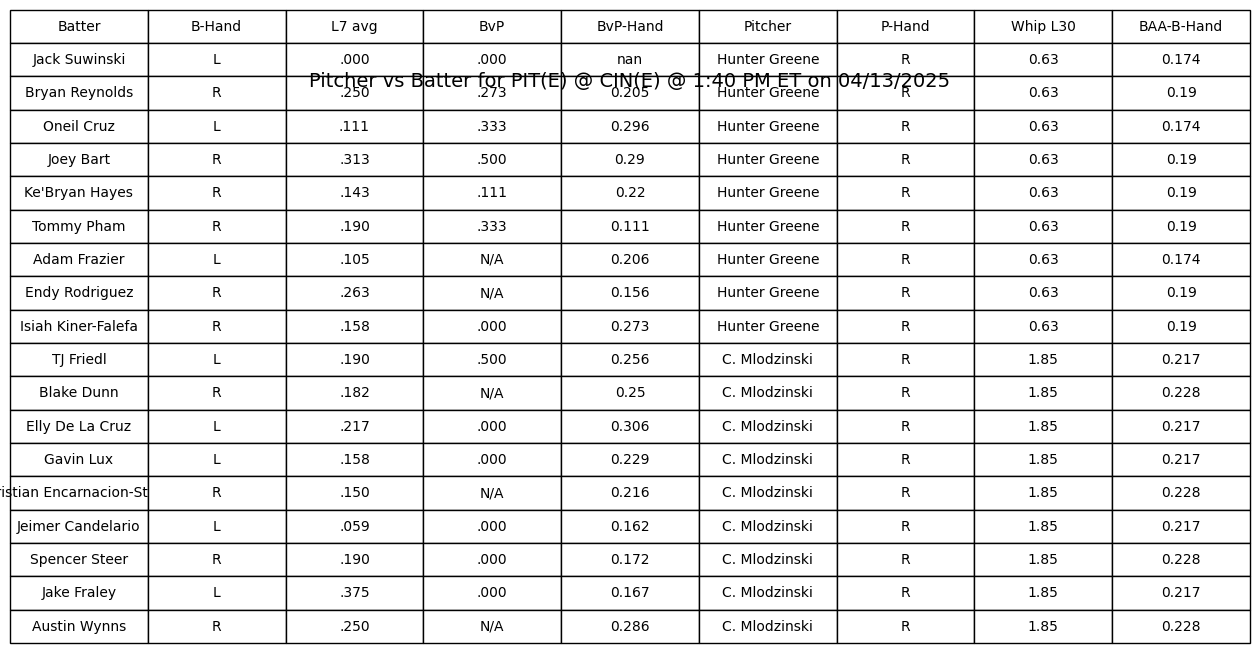 Batter B-Hand L7 avg BvP BvP-Hand Pitcher P-Hand Whip L30 BAA-B-Hand
Jack Suwinski L .000 .000 nan Hunter Greene R 0.63 0.174
Pitcher vs Batter for PIT(E) @ CIN(E) @ 1:40 PM ET on 04/13/2025
Bryan Reynolds R .250 .273 0.205 Hunter Greene R 0.63 0.19
Oneil Cruz L .111 .333 0.296 Hunter Greene R 0.63 0.174
Joey Bart R .313 .500 0.29 Hunter Greene R 0.63 0.19
Ke'Bryan Hayes R .143 .111 0.22 Hunter Greene R 0.63 0.19
Tommy Pham R .190 .333 0.111 Hunter Greene R 0.63 0.19
Adam Frazier L .105 N/A 0.206 Hunter Greene R 0.63 0.174
Endy Rodriguez R .263 N/A 0.156 Hunter Greene R 0.63 0.19
Isiah Kiner-Falefa R .158 .000 0.273 Hunter Greene R 0.63 0.19
TJ Friedl L .190 .500 0.256 C. Mlodzinski R 1.85 0.217
Blake Dunn R .182 N/A 0.25 C. Mlodzinski R 1.85 0.228
Elly De La Cruz L .217 .000 0.306 C. Mlodzinski R 1.85 0.217
Gavin Lux L .158 .000 0.229 C. Mlodzinski R 1.85 0.217
ristian Encarnacion-St R .150 N/A 0.216 C. Mlodzinski R 1.85 0.228
Jeimer Candelario L .059 .000 0.162 C. Mlodzinski R 1.85 0.217
Spencer Steer R .190 .000 0.172 C. Mlodzinski R 1.85 0.228
Jake Fraley L .375 .000 0.167 C. Mlodzinski R 1.85 0.217
Austin Wynns R .250 N/A 0.286 C. Mlodzinski R 1.85 0.228